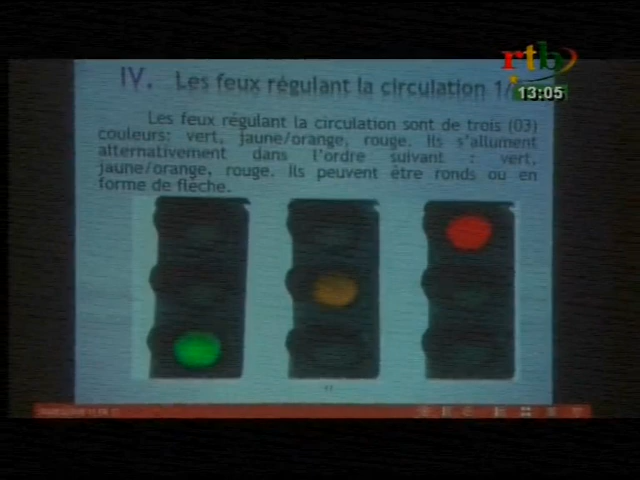 rtb
13:05
IV. Les feux régulant la circulation 1/
Les feux régulant la circulation sont de trois (03)
couleurs: vert, jaune/orange, rouge. Ils s'allument
alternativement dans l'ordre suivant : vert,
jaune/orange, rouge. Ils peuvent être ronds ou en
forme de flèche.